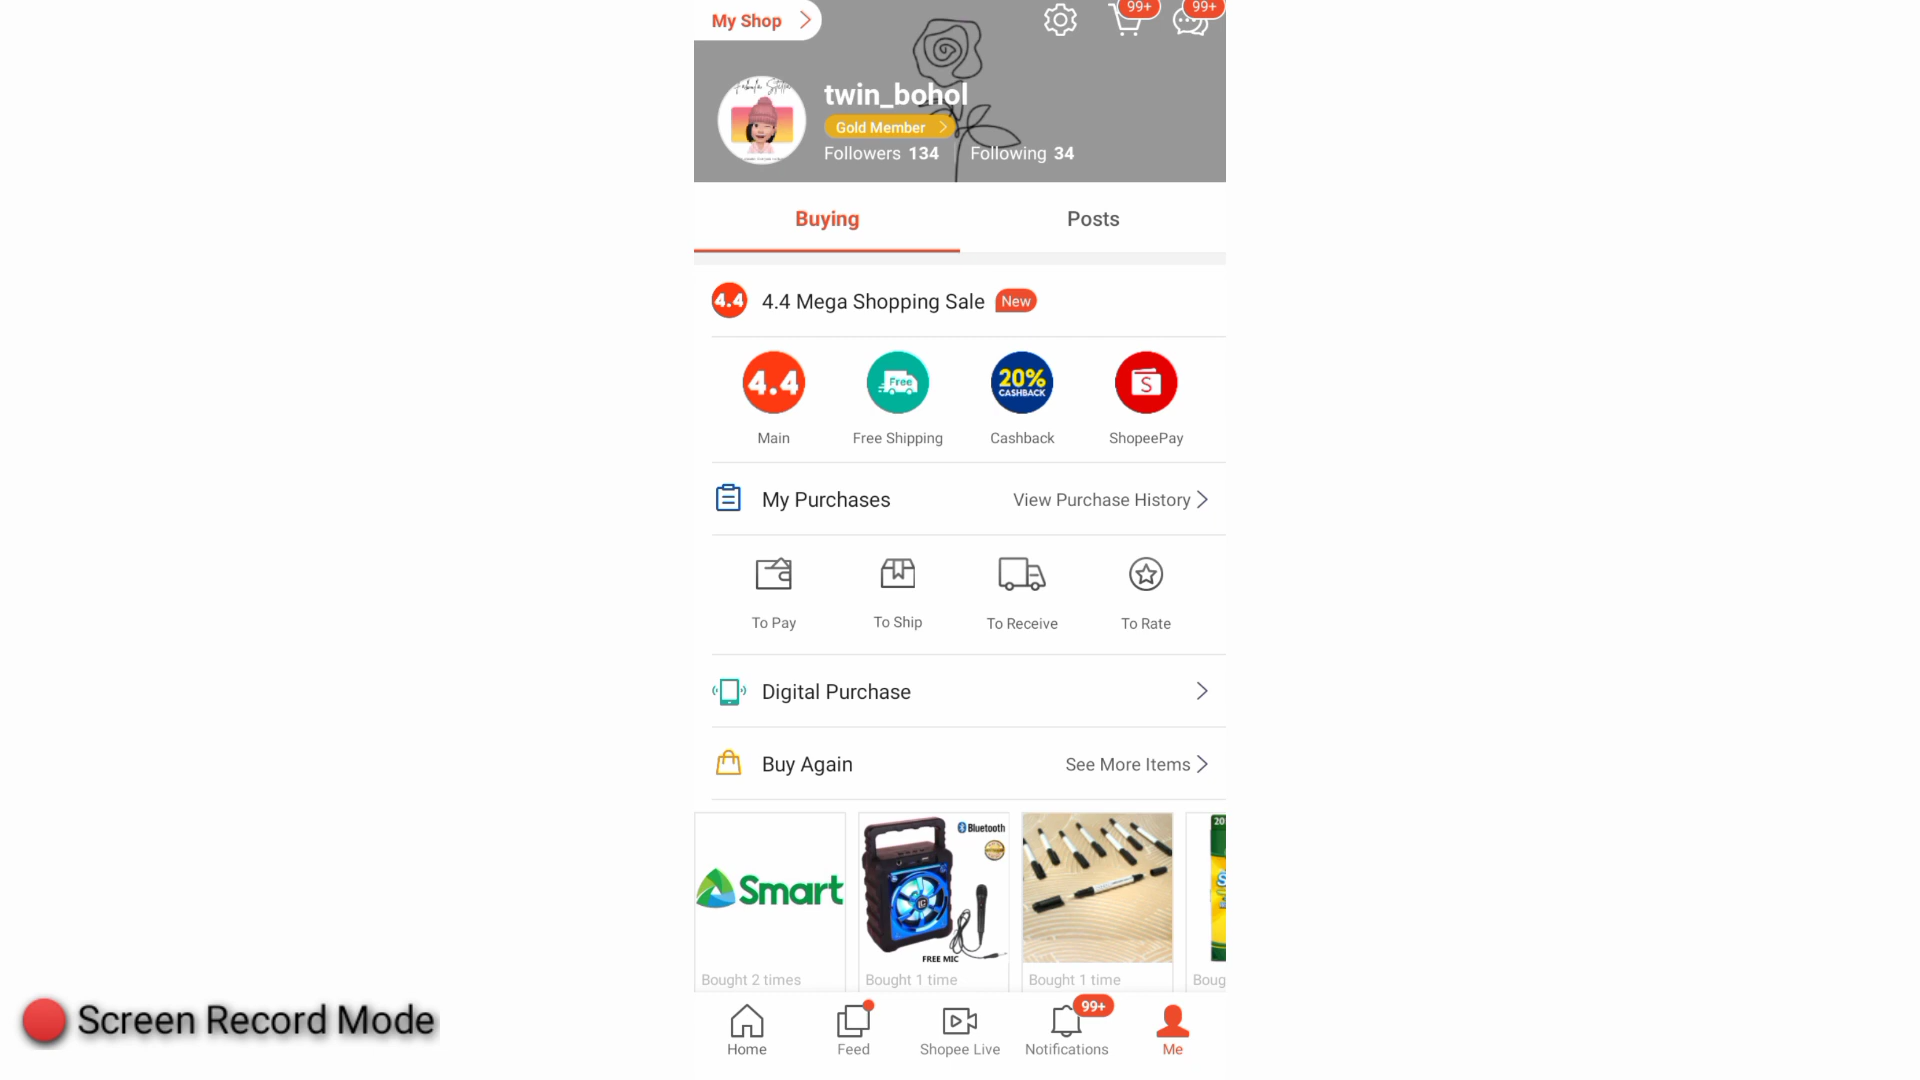 My Shop
99+
99+
twin_bohol
Gold Member
Followers 134
Following 34
Buying
Posts
4.4
4.4 Mega Shopping Sale
New
4.4
Free
20%
CASHBACK
S
Main
Free Shipping
Cashback
ShopeePay
My Purchases
View Purchase History
To Pay
To Ship
To Receive
To Rate
Digital Purchase
Buy Again
See More Items
Smart
Bluetooth
FREE MIC
20
Bought 2 times
Bought 1 time
Bought 1 time
Boug
Screen Record Mode
99+
Home
Feed
Shopee Live
Notifications
Me